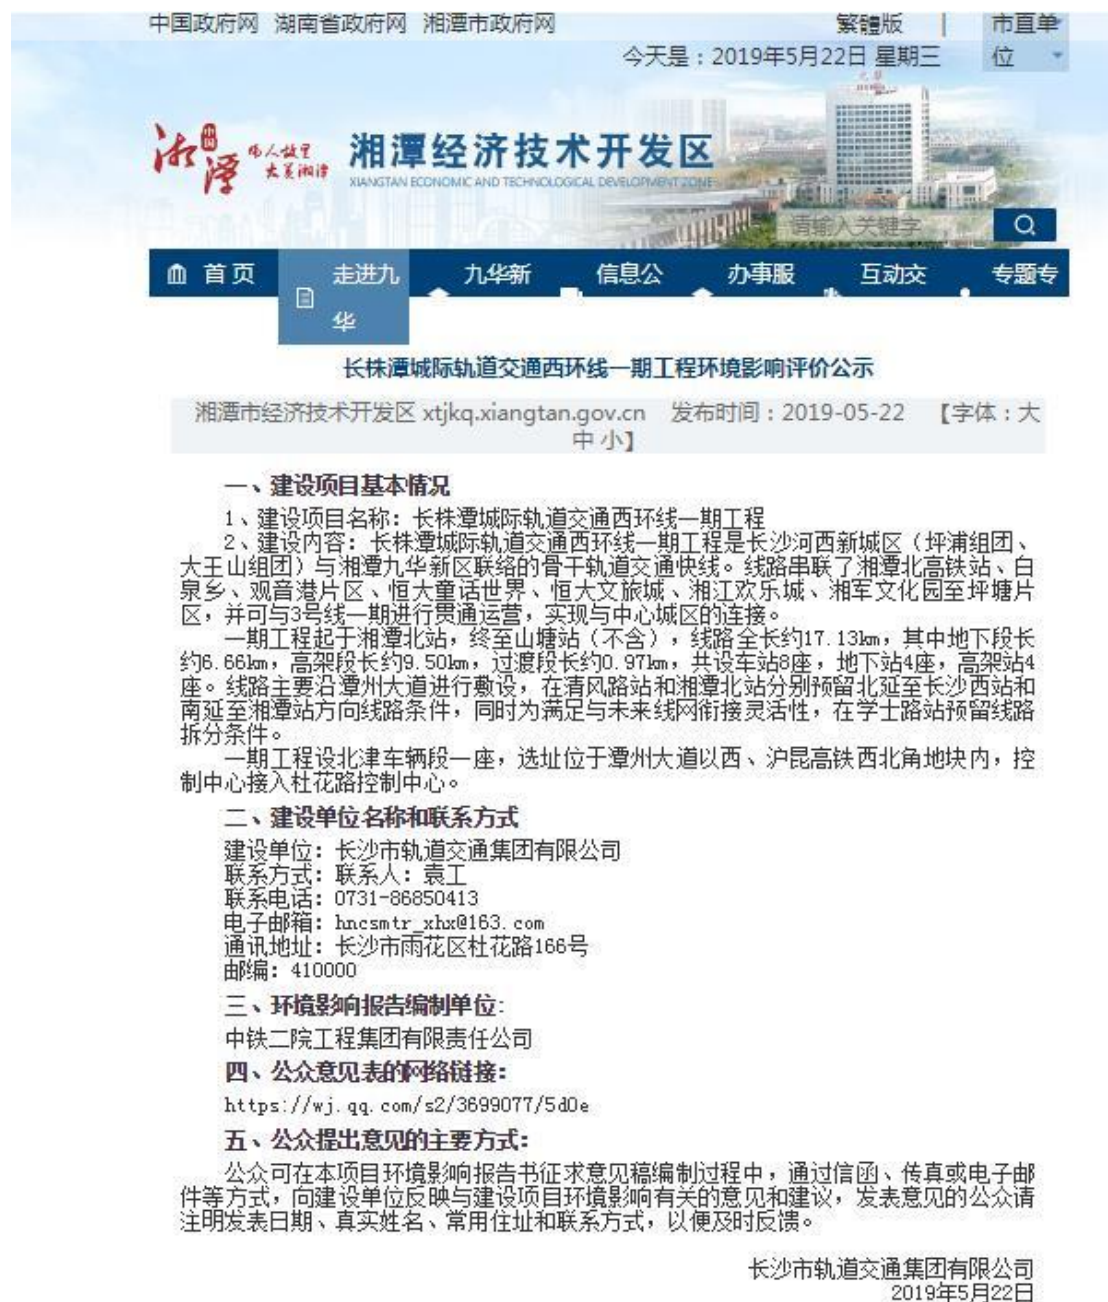 中国政府网 湖南省政府网 湘潭市政府网 繁體版 | 市直单
今天是：2019年5月22日 星期三 位
中国
湘潭 伟人故里
大美湘潭
湘潭经济技术开发区
XIANGTAN ECONOMIC AND TECHNOLOGICAL DEVELOPMENT ZONE
请输入关键字
首页 走进九 九华新 信息公 办事服 互动交 专题专
华
长株潭城际轨道交通西环线一期工程环境影响评价公示
湘潭市经济技术开发区 xtjkq.xiangtan.gov.cn 发布时间：2019-05-22 【字体：大
中 小】
一、建设项目基本情况
1、建设项目名称：长株潭城际轨道交通西环线一期工程
2、建设内容：长株潭城际轨道交通西环线一期工程是长沙河西新城区（坪浦组团、
大王山组团）与湘潭九华新区联络的骨干轨道交通快线。线路串联了湘潭北高铁站、白
泉乡、观音港片区、恒大童话世界、恒大文旅城、湘江欢乐城、湘军文化园至坪塘片
区，并可与3号线一期进行贯通运营，实现与中心城区的连接。
一期工程起于湘潭北站，终至山塘站（不含），线路全长约17.13km，其中地下段长
约6.66km，高架段长约9.50km，过渡段长约0.97km，共设车站8座，地下站4座，高架站4
座。线路主要沿潭州大道进行敷设，在清风路站和湘潭北站分别预留北延至长沙西站和
南延至湘潭站方向线路条件，同时为满足与未来线网衔接灵活性，在学士路站预留线路
拆分条件。
一期工程设北津车辆段一座，选址位于潭州大道以西、沪昆高铁西北角地块内，控
制中心接入杜花路控制中心。
二、建设单位名称和联系方式
建设单位：长沙市轨道交通集团有限公司
联系方式：联系人：袁工
联系电话：0731-86850413
电子邮箱：hncsmtr_xhx@163.com
通讯地址：长沙市雨花区杜花路166号
邮编：410000
三、环境影响报告编制单位:
中铁二院工程集团有限责任公司
四、公众意见表的网络链接：
https://wj.qq.com/s2/3699077/5d0e
五、公众提出意见的主要方式：
公众可在本项目环境影响报告书征求意见稿编制过程中，通过信函、传真或电子邮
件等方式，向建设单位反映与建设项目环境影响有关的意见和建议，发表意见的公众请
注明发表日期、真实姓名、常用住址和联系方式，以便及时反馈。
长沙市轨道交通集团有限公司
2019年5月22日